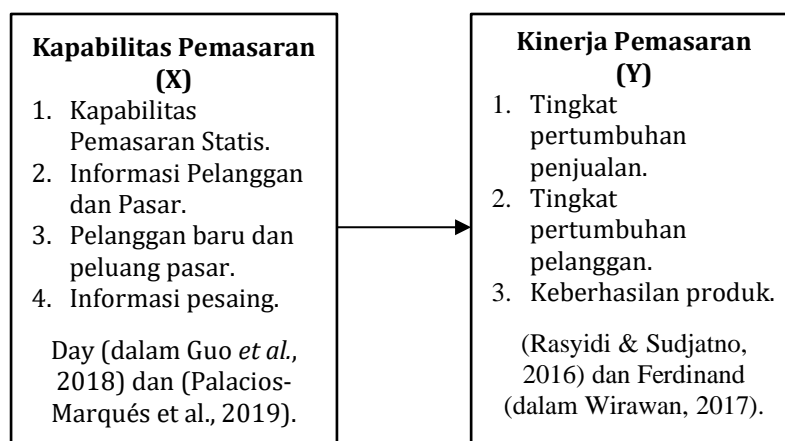 Kapabilitas Pemasaran
(X)
1. Kapabilitas
Pemasaran Statis.
2. Informasi Pelanggan
dan Pasar.
3. Pelanggan baru dan
peluang pasar.
4. Informasi pesaing.
Day (dalam Guo et al.,
2018) dan (Palacios-
Marqués et al., 2019).
Kinerja Pemasaran
(Y)
1. Tingkat
pertumbuhan
penjualan.
2. Tingkat
pertumbuhan
pelanggan.
3. Keberhasilan produk.
(Rasyidi & Sudjatno,
2016) dan Ferdinand
(dalam Wirawan, 2017).